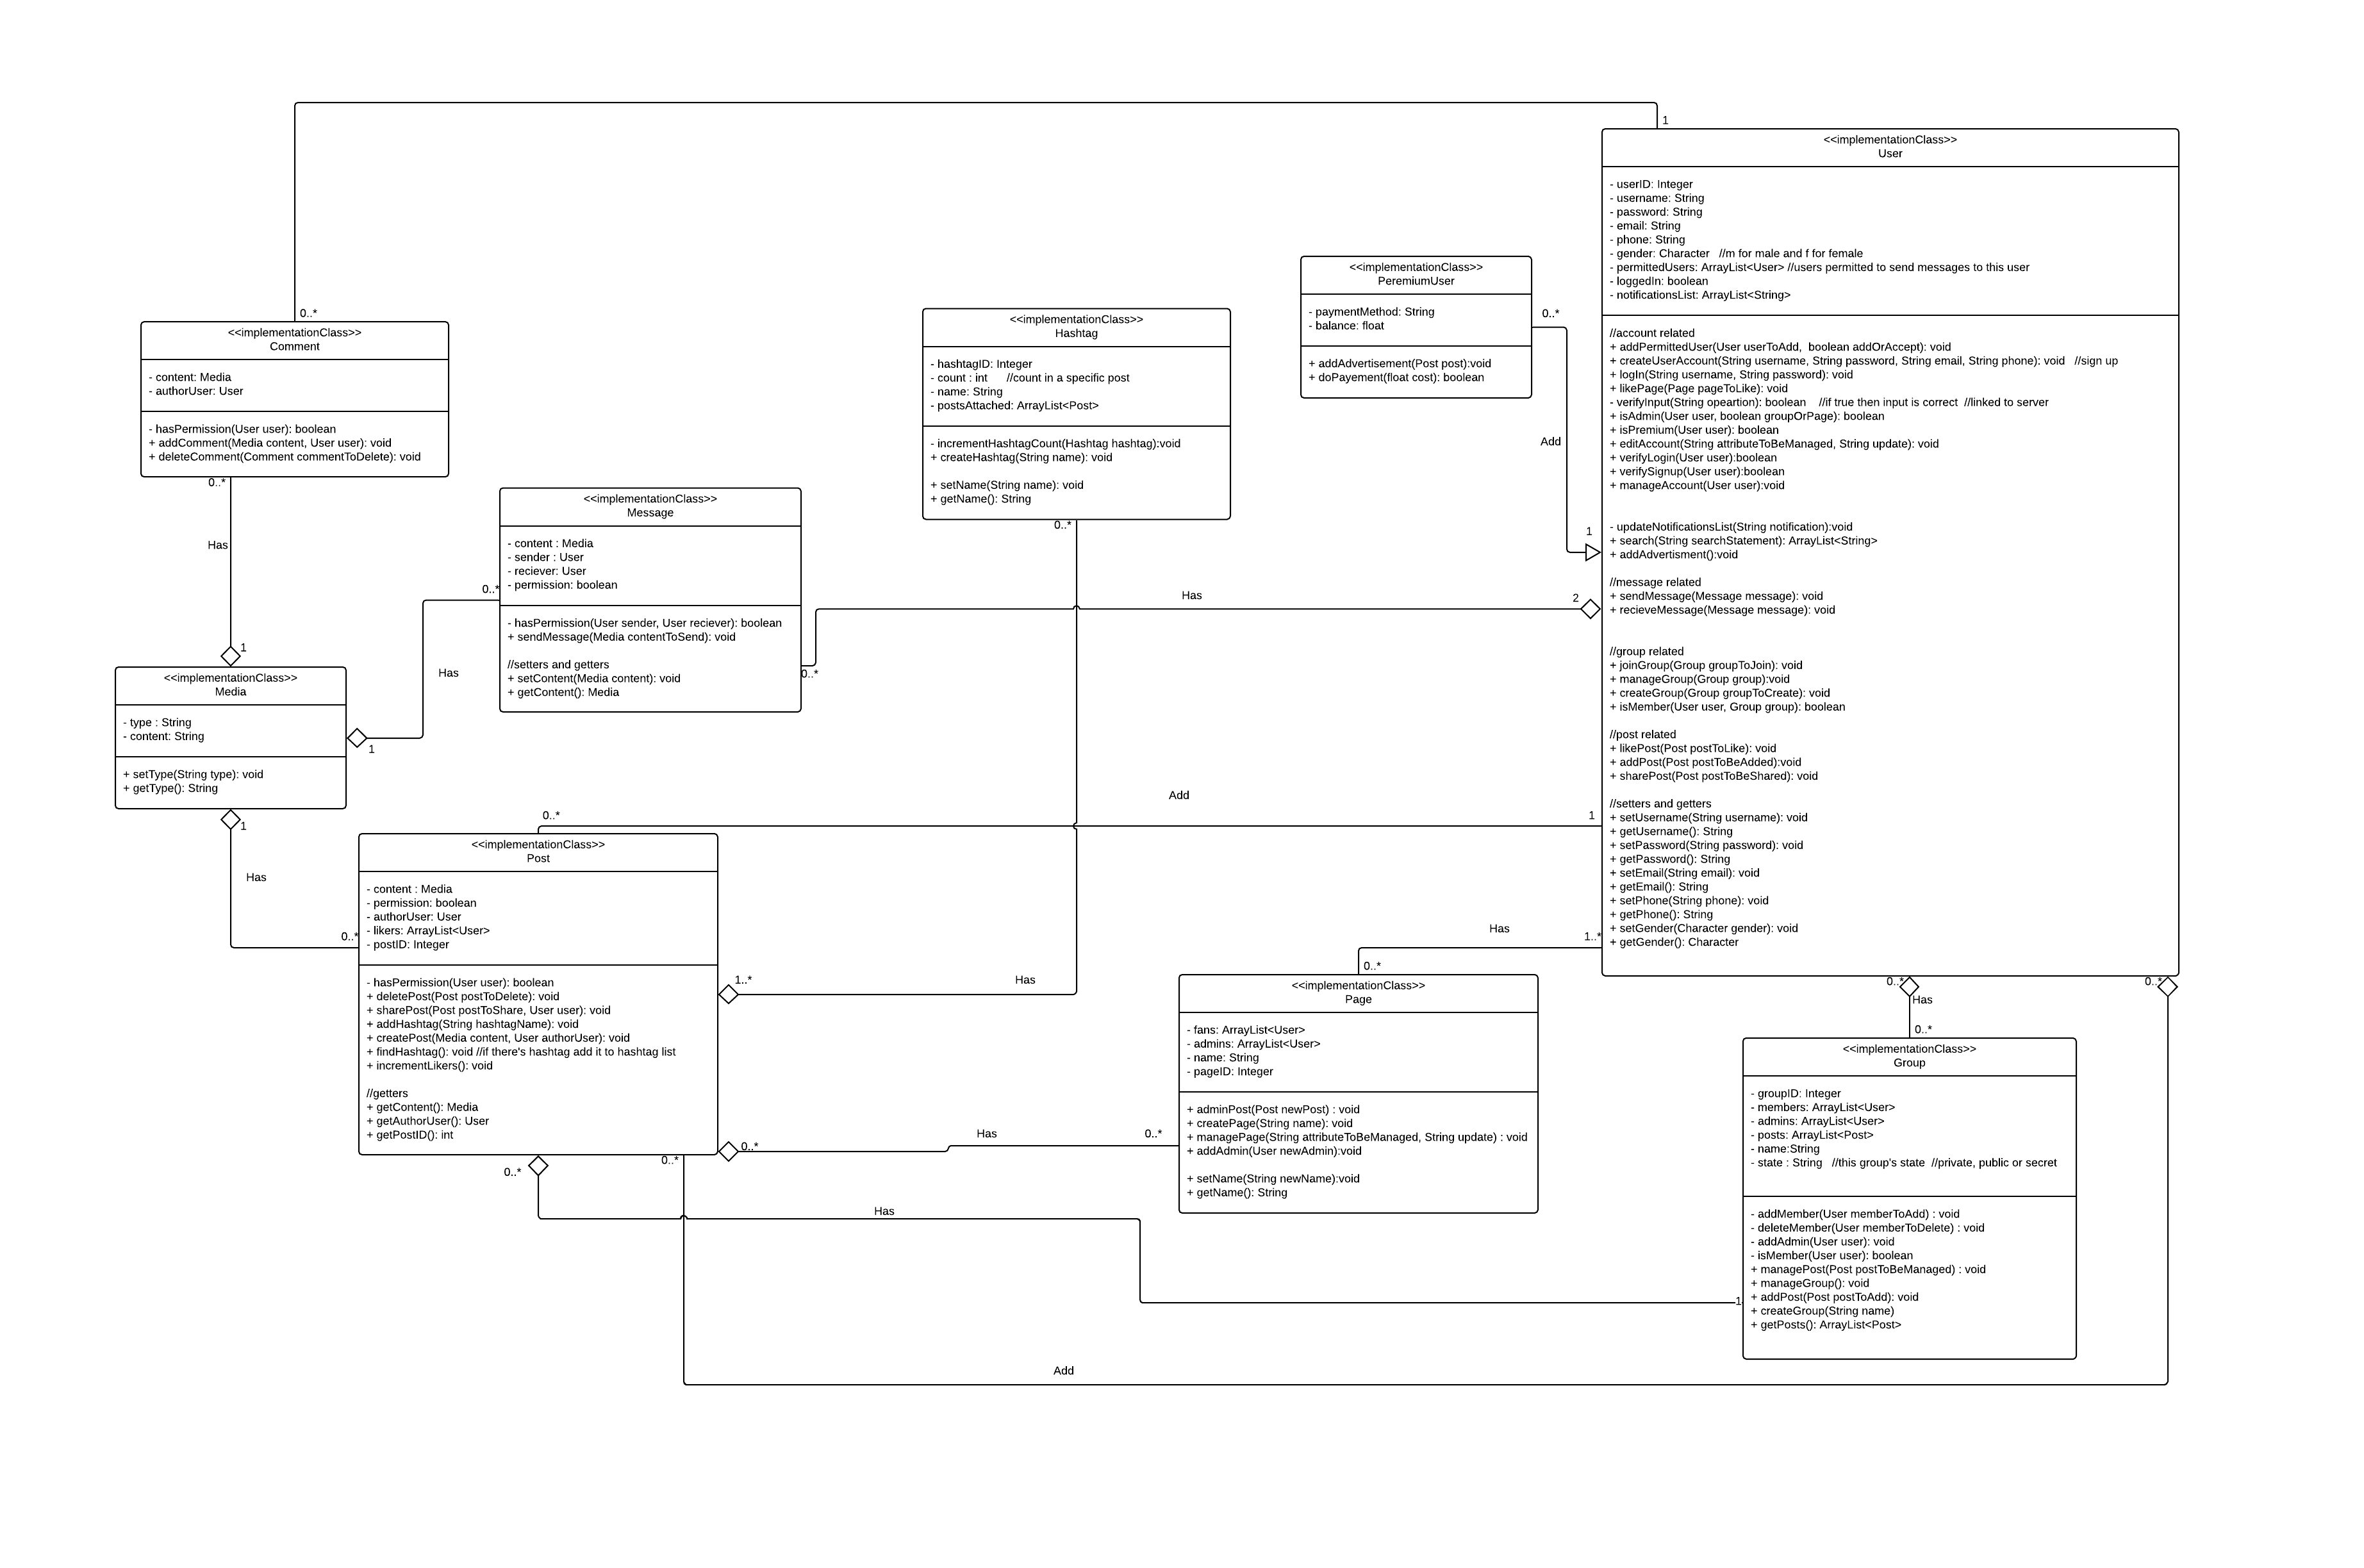 1
<<implementationClass>>
User
- userID: Integer
- username: String
- password: String
- email: String
- phone: String
- gender: Character   //m for male and f for female
- permittedUsers: ArrayList<User> //users permitted to send messages to this user
- loggedIn: boolean
- notificationsList: ArrayList<String>
//account related
+ addPermittedUser(User userToAdd,  boolean addOrAccept): void
+ createUserAccount(String username, String password, String email, String phone): void   //sign up
+ logIn(String username, String password): void
+ likePage(Page pageToLike): void
- verifyInput(String opeartion): boolean    //if true then input is correct  //linked to server
+ isAdmin(User user, boolean groupOrPage): boolean
+ isPremium(User user): boolean
+ editAccount(String attributeToBeManaged, String update): void
+ verifyLogin(User user):boolean
+ verifySignup(User user):boolean
+ manageAccount(User user):void
- updateNotificationsList(String notification):void
+ search(String searchStatement): ArrayList<String>
+ addAdvertisment():void
//message related
+ sendMessage(Message message): void
+ recieveMessage(Message message): void
//group related
+ joinGroup(Group groupToJoin): void
+ manageGroup(Group group):void
+ createGroup(Group groupToCreate): void
+ isMember(User user, Group group): boolean
//post related
+ likePost(Post postToLike): void
+ addPost(Post postToBeAdded):void
+ sharePost(Post postToBeShared): void
//setters and getters
+ setUsername(String username): void
+ getUsername(): String
+ setPassword(String password): void
+ getPassword(): String
+ setEmail(String email): void
+ getEmail(): String
+ setPhone(String phone): void
+ getPhone(): String
+ setGender(Character gender): void
+ getGender(): Character
<<implementationClass>>
PeremiumUser
- paymentMethod: String
- balance: float
+ addAdvertisement(Post post):void
+ doPayement(float cost): boolean
0..*
Add
1
0..*
<<implementationClass>>
Comment
- content: Media
- authorUser: User
- hasPermission(User user): boolean
+ addComment(Media content, User user): void
+ deleteComment(Comment commentToDelete): void
0..*
Has
1
<<implementationClass>>
Hashtag
- hashtagID: Integer
- count : int      //count in a specific post
- name: String
- postsAttached: ArrayList<Post>
- incrementHashtagCount(Hashtag hashtag):void
+ createHashtag(String name): void
+ setName(String name): void
+ getName(): String
0..*
<<implementationClass>>
Message
- content : Media
- sender : User
- reciever: User
- permission: boolean
- hasPermission(User sender, User reciever): boolean
+ sendMessage(Media contentToSend): void
//setters and getters
+ setContent(Media content): void
+ getContent(): Media
0..*
Has
1
0..*
Has
2
<<implementationClass>>
Media
- type : String
- content: String
+ setType(String type): void
+ getType(): String
1
Has
0..*
0..*
Add
1
<<implementationClass>>
Post
- content : Media
- permission: boolean
- authorUser: User
- likers: ArrayList<User>
- postID: Integer
- hasPermission(User user): boolean
+ deletePost(Post postToDelete): void
+ sharePost(Post postToShare, User user): void
+ addHashtag(String hashtagName): void
+ createPost(Media content, User authorUser): void
+ findHashtag(): void //if there's hashtag add it to hashtag list
+ incrementLikers(): void
//getters
+ getContent(): Media
+ getAuthorUser(): User
+ getPostID(): int
1..*
Has
0..*
Has
0..*
0..*
0..*
Has
1
Add
Has
1..*
0..*
<<implementationClass>>
Page
- fans: ArrayList<User>
- admins: ArrayList<User>
- name: String
- pageID: Integer
+ adminPost(Post newPost) : void
+ createPage(String name): void
+ managePage(String attributeToBeManaged, String update) : void
+ addAdmin(User newAdmin):void
+ setName(String newName):void
+ getName(): String
0..*
Has
0..*
0..*
<<implementationClass>>
Group
- groupID: Integer
- members: ArrayList<User>
- admins: ArrayList<User>
- posts: ArrayList<Post>
- name:String
- state : String   //this group's state  //private, public or secret
- addMember(User memberToAdd) : void
- deleteMember(User memberToDelete) : void
- addAdmin(User user): void
- isMember(User user): boolean
+ managePost(Post postToBeManaged) : void
+ manageGroup(): void
+ addPost(Post postToAdd): void
+ createGroup(String name)
+ getPosts(): ArrayList<Post>